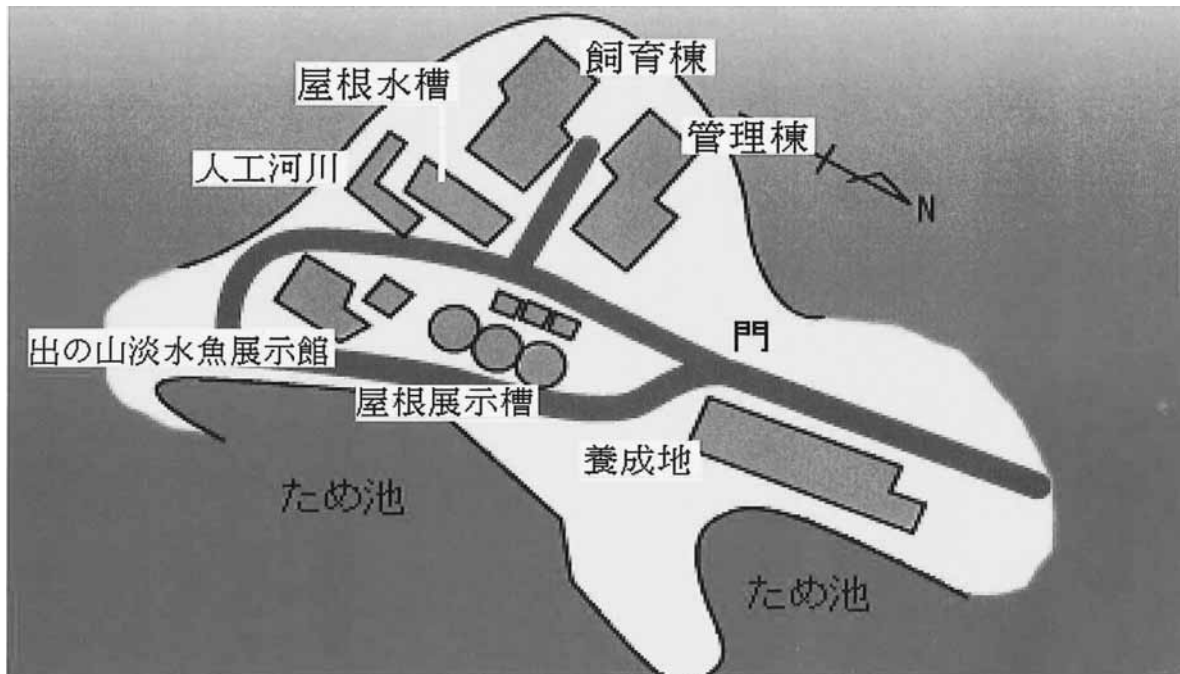 飼育棟
屋根水槽
管理棟
人工河川
N
門
出の山淡水魚展示館
屋根展示槽
養成地
ため池
ため池